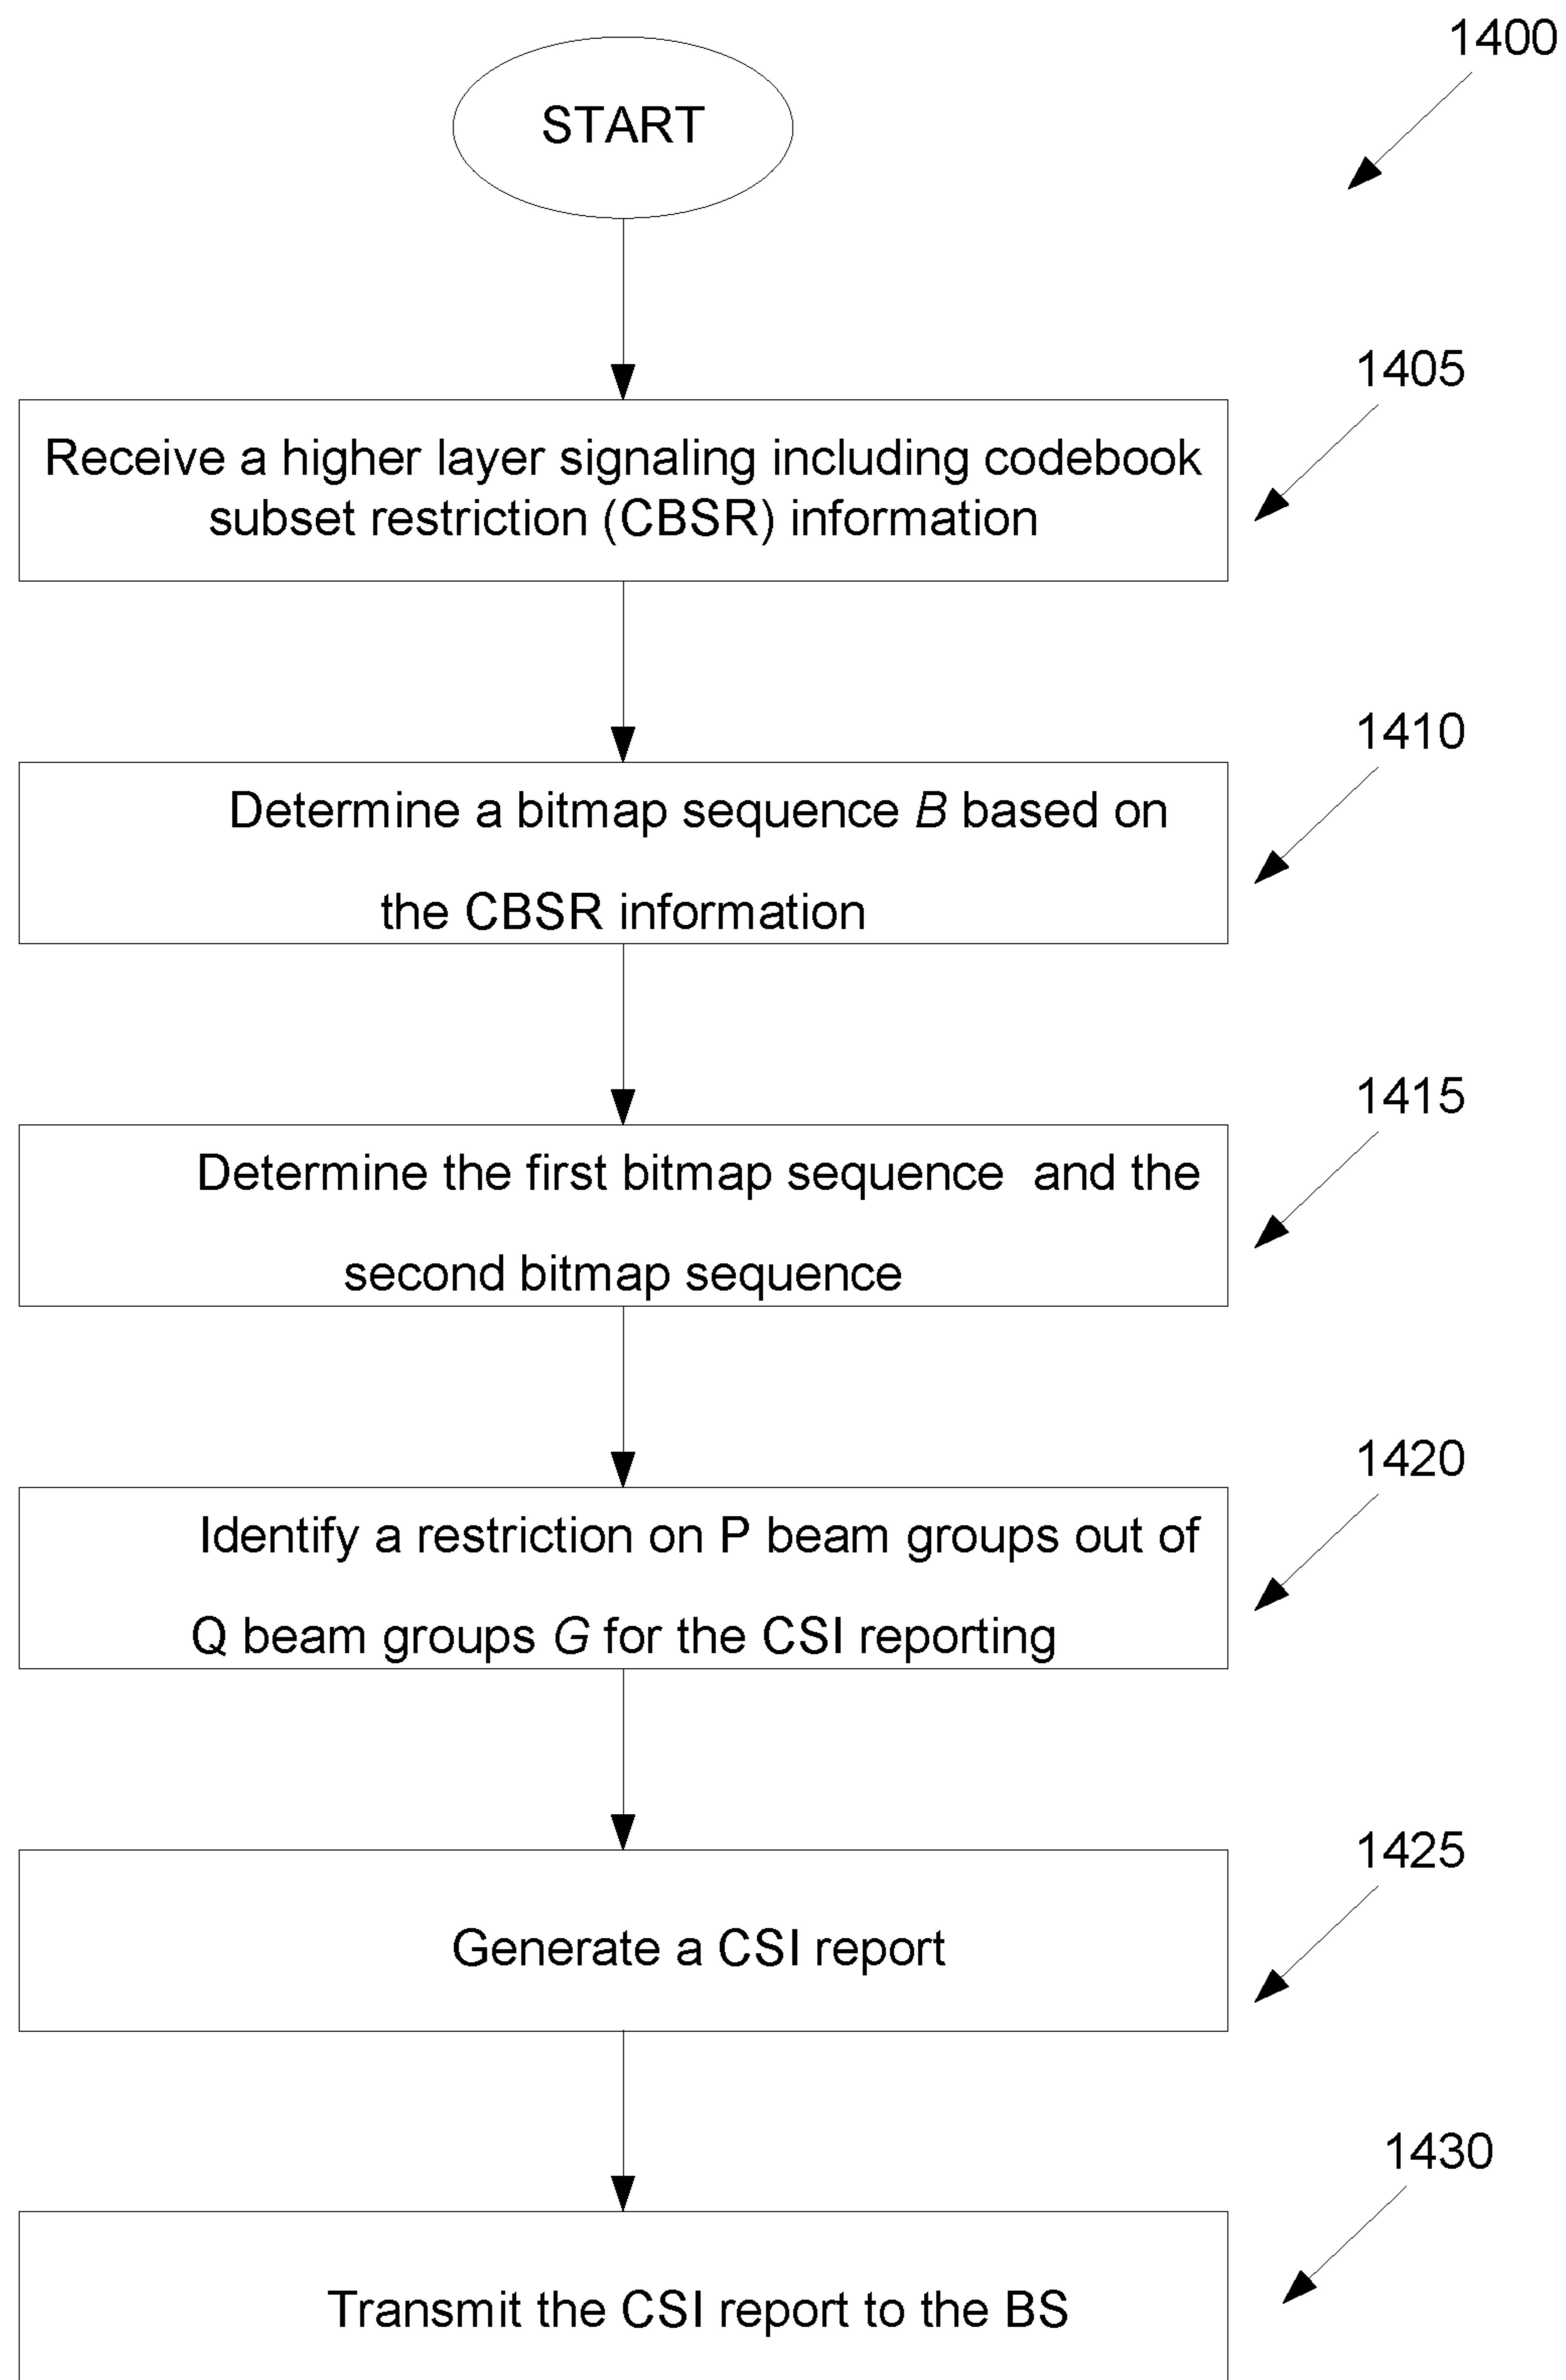 1400
START
1405
Receive a higher layer signaling including codebook
subset restriction (CBSR) information
1410
Determine a bitmap sequence B based on
the CBSR information
1415
Determine the first bitmap sequence and the
second bitmap sequence
1420
Identify a restriction on P beam groups out of
Q beam groups G for the CSI reporting
1425
Generate a CSI report
1430
Transmit the CSI report to the BS